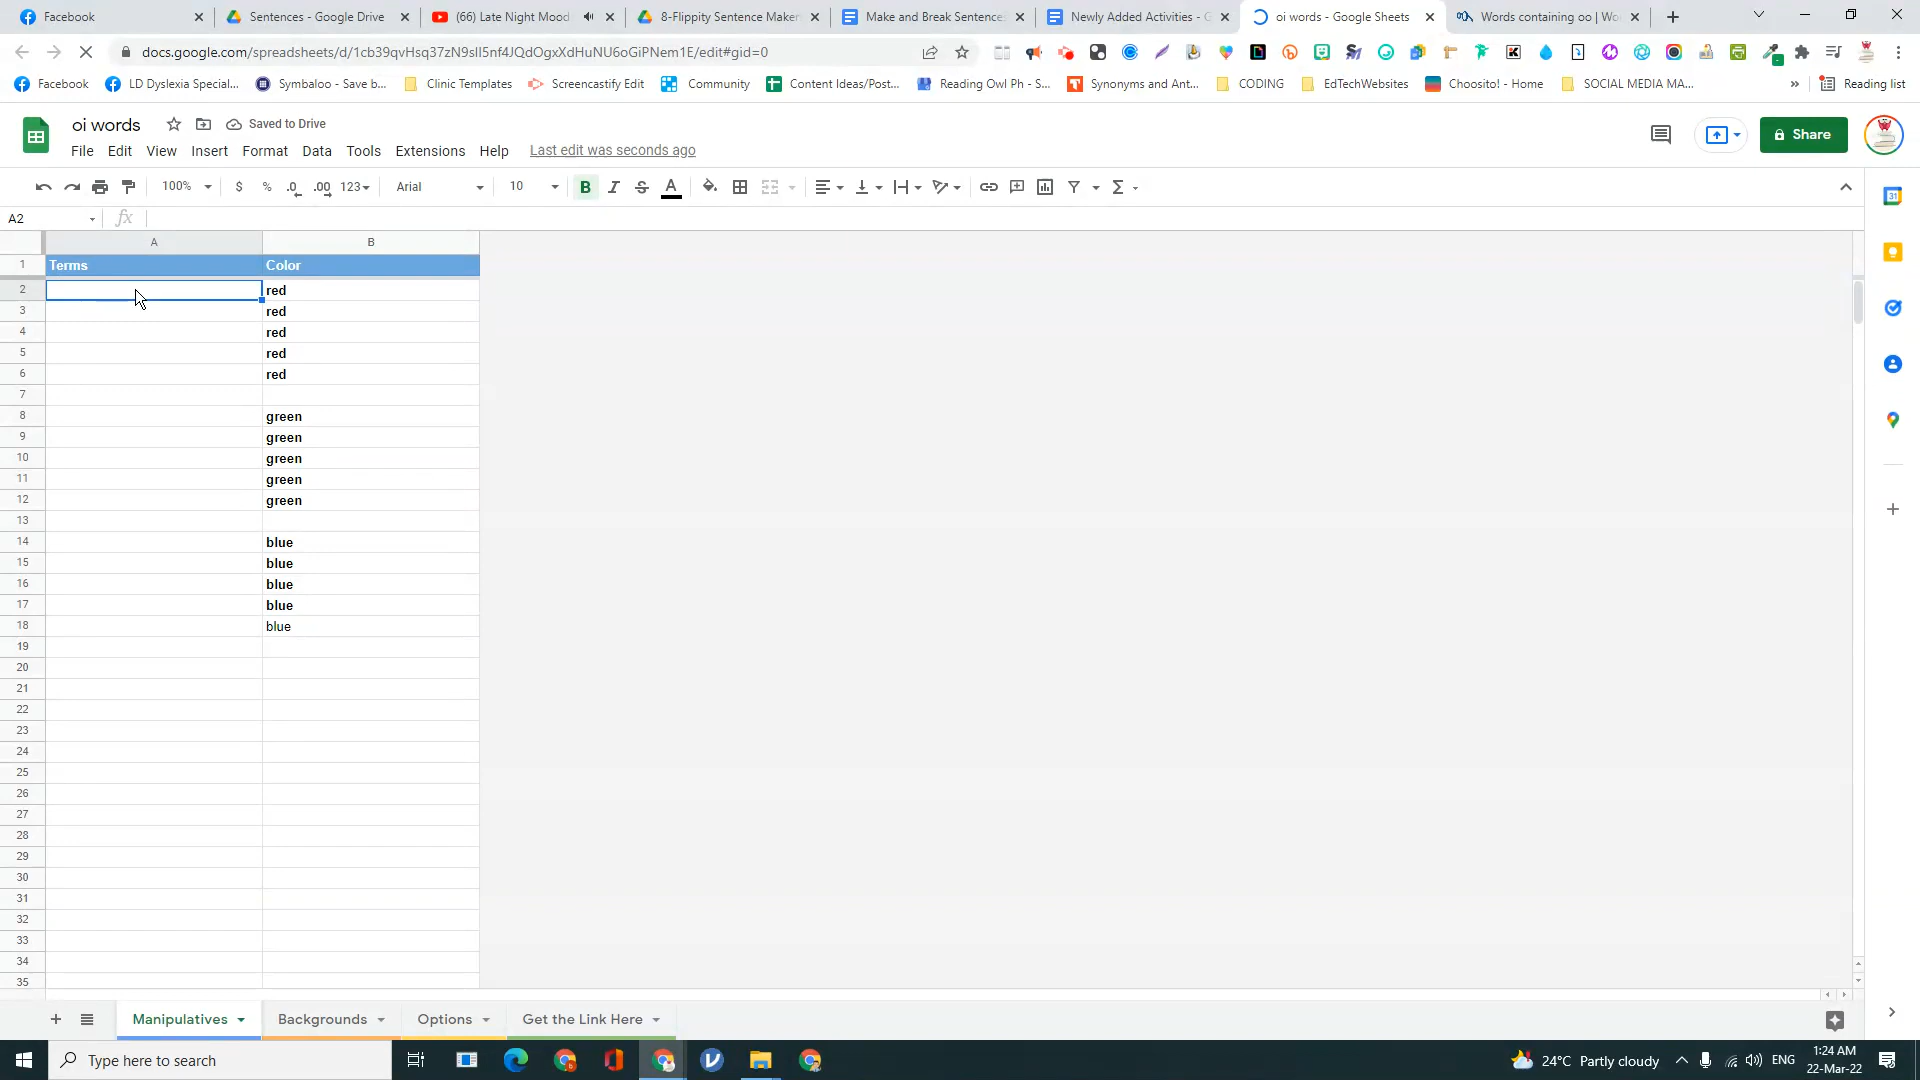 Facebook
Sentences - Google Drive
(66) Late Night Mood
8-Flippity Sentence Maker
Make and Break Sentence
Newly Added Activities - G
oi words - Google Sheets
Words containing oo | Wo
docs.google.com/spreadsheets/d/1cb39qvHsq37zN9sIl5nf4JQdOgxXdHuNU6oGiPNem1E/edit#gid=0
Facebook
LD Dyslexia Special...
Symbaloo - Save b...
Clinic Templates
Screencastify Edit
Community
Content Ideas/Post...
Reading Owl Ph - S...
Synonyms and Ant...
CODING
EdTechWebsites
Choosito! - Home
SOCIAL MEDIA MA...
»
Reading list
oi words
Saved to Drive
Share
File Edit View Insert Format Data Tools Extensions Help Last edit was seconds ago
100% $ % .0 .00 123 Arial 10 B I S A Σ
A2 fx
A B
1 Terms Color
2 red
3 red
4 red
5 red
6 red
7
8 green
9 green
10 green
11 green
12 green
13
14 blue
15 blue
16 blue
17 blue
18 blue
19
20
21
22
23
24
25
26
27
28
29
30
31
32
33
34
35
Manipulatives Backgrounds Options Get the Link Here
Type here to search
24°C Partly cloudy
ENG
1:24 AM
22-Mar-22